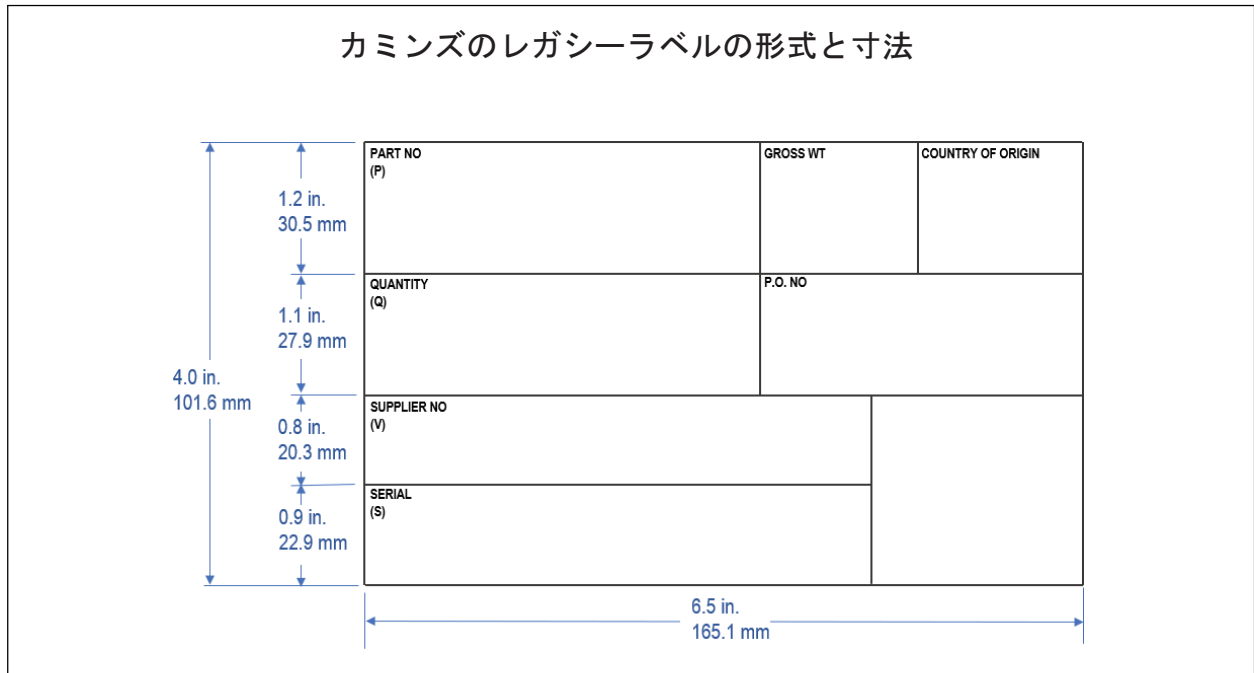 カミンズのレガシーラベルの形式と寸法
PART NO
(P)
GROSS WT
COUNTRY OF ORIGIN
1.2 in.
30.5 mm
QUANTITY
(Q)
P.O. NO
1.1 in.
27.9 mm
4.0 in.
101.6 mm
SUPPLIER NO
(V)
0.8 in.
20.3 mm
SERIAL
(S)
0.9 in.
22.9 mm
6.5 in.
165.1 mm